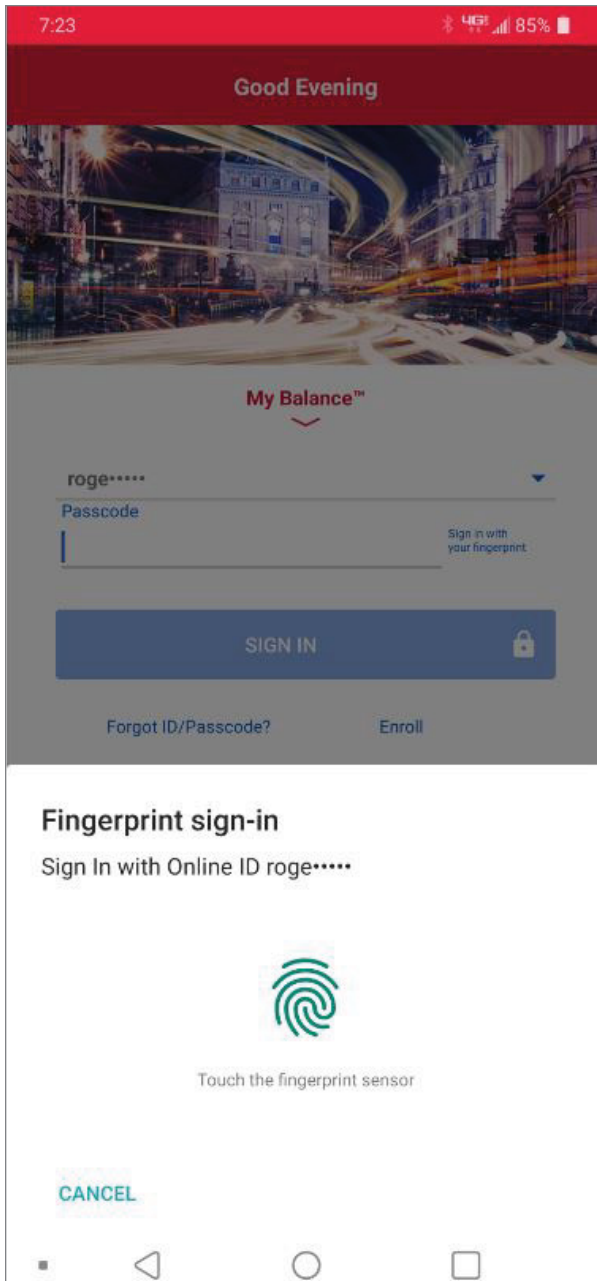 7:23 4G 85%
Good Evening
My Balance™
roge•••••
Passcode
Sign in with
your fingerprint
SIGN IN
Forgot ID/Passcode? Enroll
Fingerprint sign-in
Sign In with Online ID roge•••••
Touch the fingerprint sensor
CANCEL